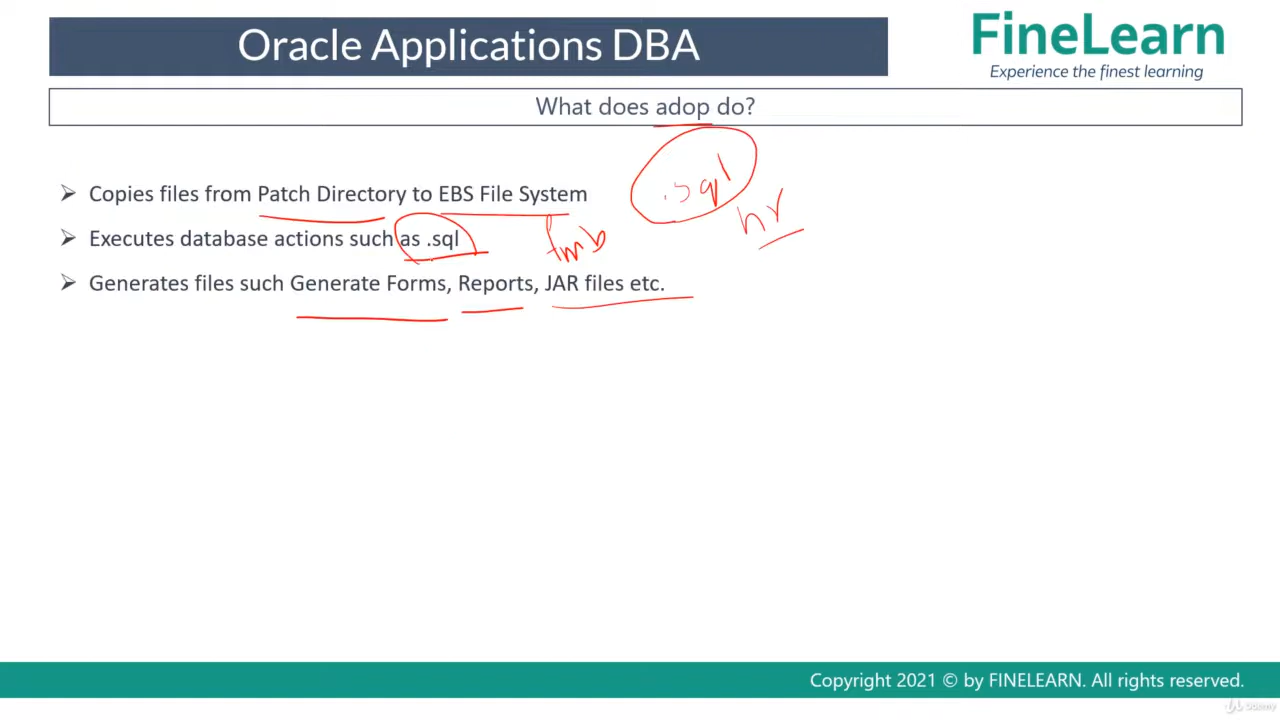 Oracle Applications DBA
FineLearn
Experience the finest learning
What does adop do?
.sql
Copies files from Patch Directory to EBS File System
hr
Executes database actions such as .sql
fmb
Generates files such Generate Forms, Reports, JAR files etc.
Copyright 2021 © by FINELEARN. All rights reserved.
Udemy